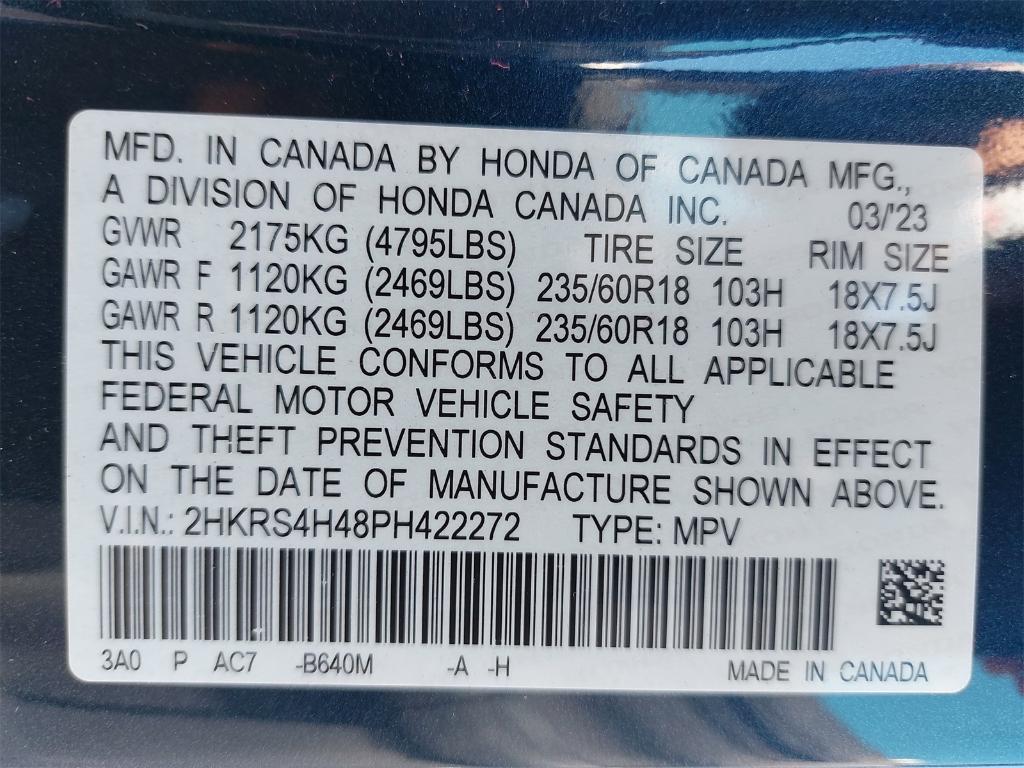 MFD. IN CANADA BY HONDA OF CANADA MFG.,
A DIVISION OF HONDA CANADA INC. 03/'23
GVWR 2175KG (4795LBS) TIRE SIZE RIM SIZE
GAWR F 1120KG (2469LBS) 235/60R18 103H 18X7.5J
GAWR R 1120KG (2469LBS) 235/60R18 103H 18X7.5J
THIS VEHICLE CONFORMS TO ALL APPLICABLE
FEDERAL MOTOR VEHICLE SAFETY
AND THEFT PREVENTION STANDARDS IN EFFECT
ON THE DATE OF MANUFACTURE SHOWN ABOVE.
V.I.N.: 2HKRS4H48PH422272 TYPE: MPV
3A0 P AC7 -B640M -A -H MADE IN CANADA